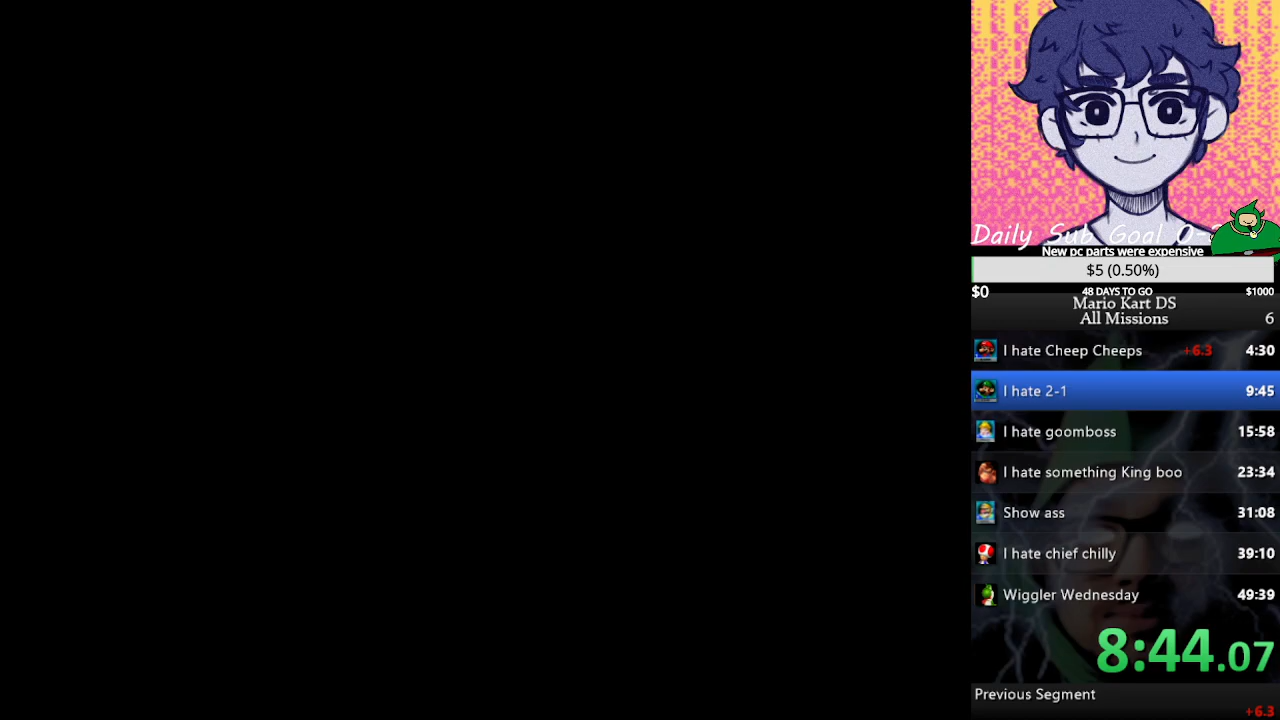 Daily Sub Goal 0-
New pc parts were expensive
$5 (0.50%)
$0 48 DAYS TO GO $1000
Mario Kart DS
All Missions 6
I hate Cheep Cheeps +6.3 4:30
I hate 2-1 9:45
I hate goomboss 15:58
I hate something King boo 23:34
Show ass 31:08
I hate chief chilly 39:10
Wiggler Wednesday 49:39
8:44.07
Previous Segment
+6.3